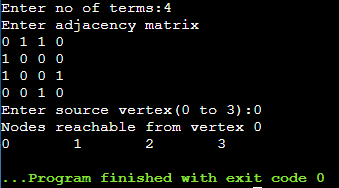 Enter no of terms:4
Enter adjacency matrix
0 1 1 0
1 0 0 0
1 0 0 1
0 0 1 0
Enter source vertex(0 to 3):0
Nodes reachable from vertex 0
0       1       2       3
...Program finished with exit code 0